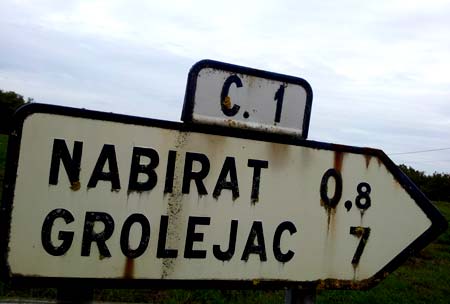 C. 1
NABIRAT 0,8
GROLEJAC 7